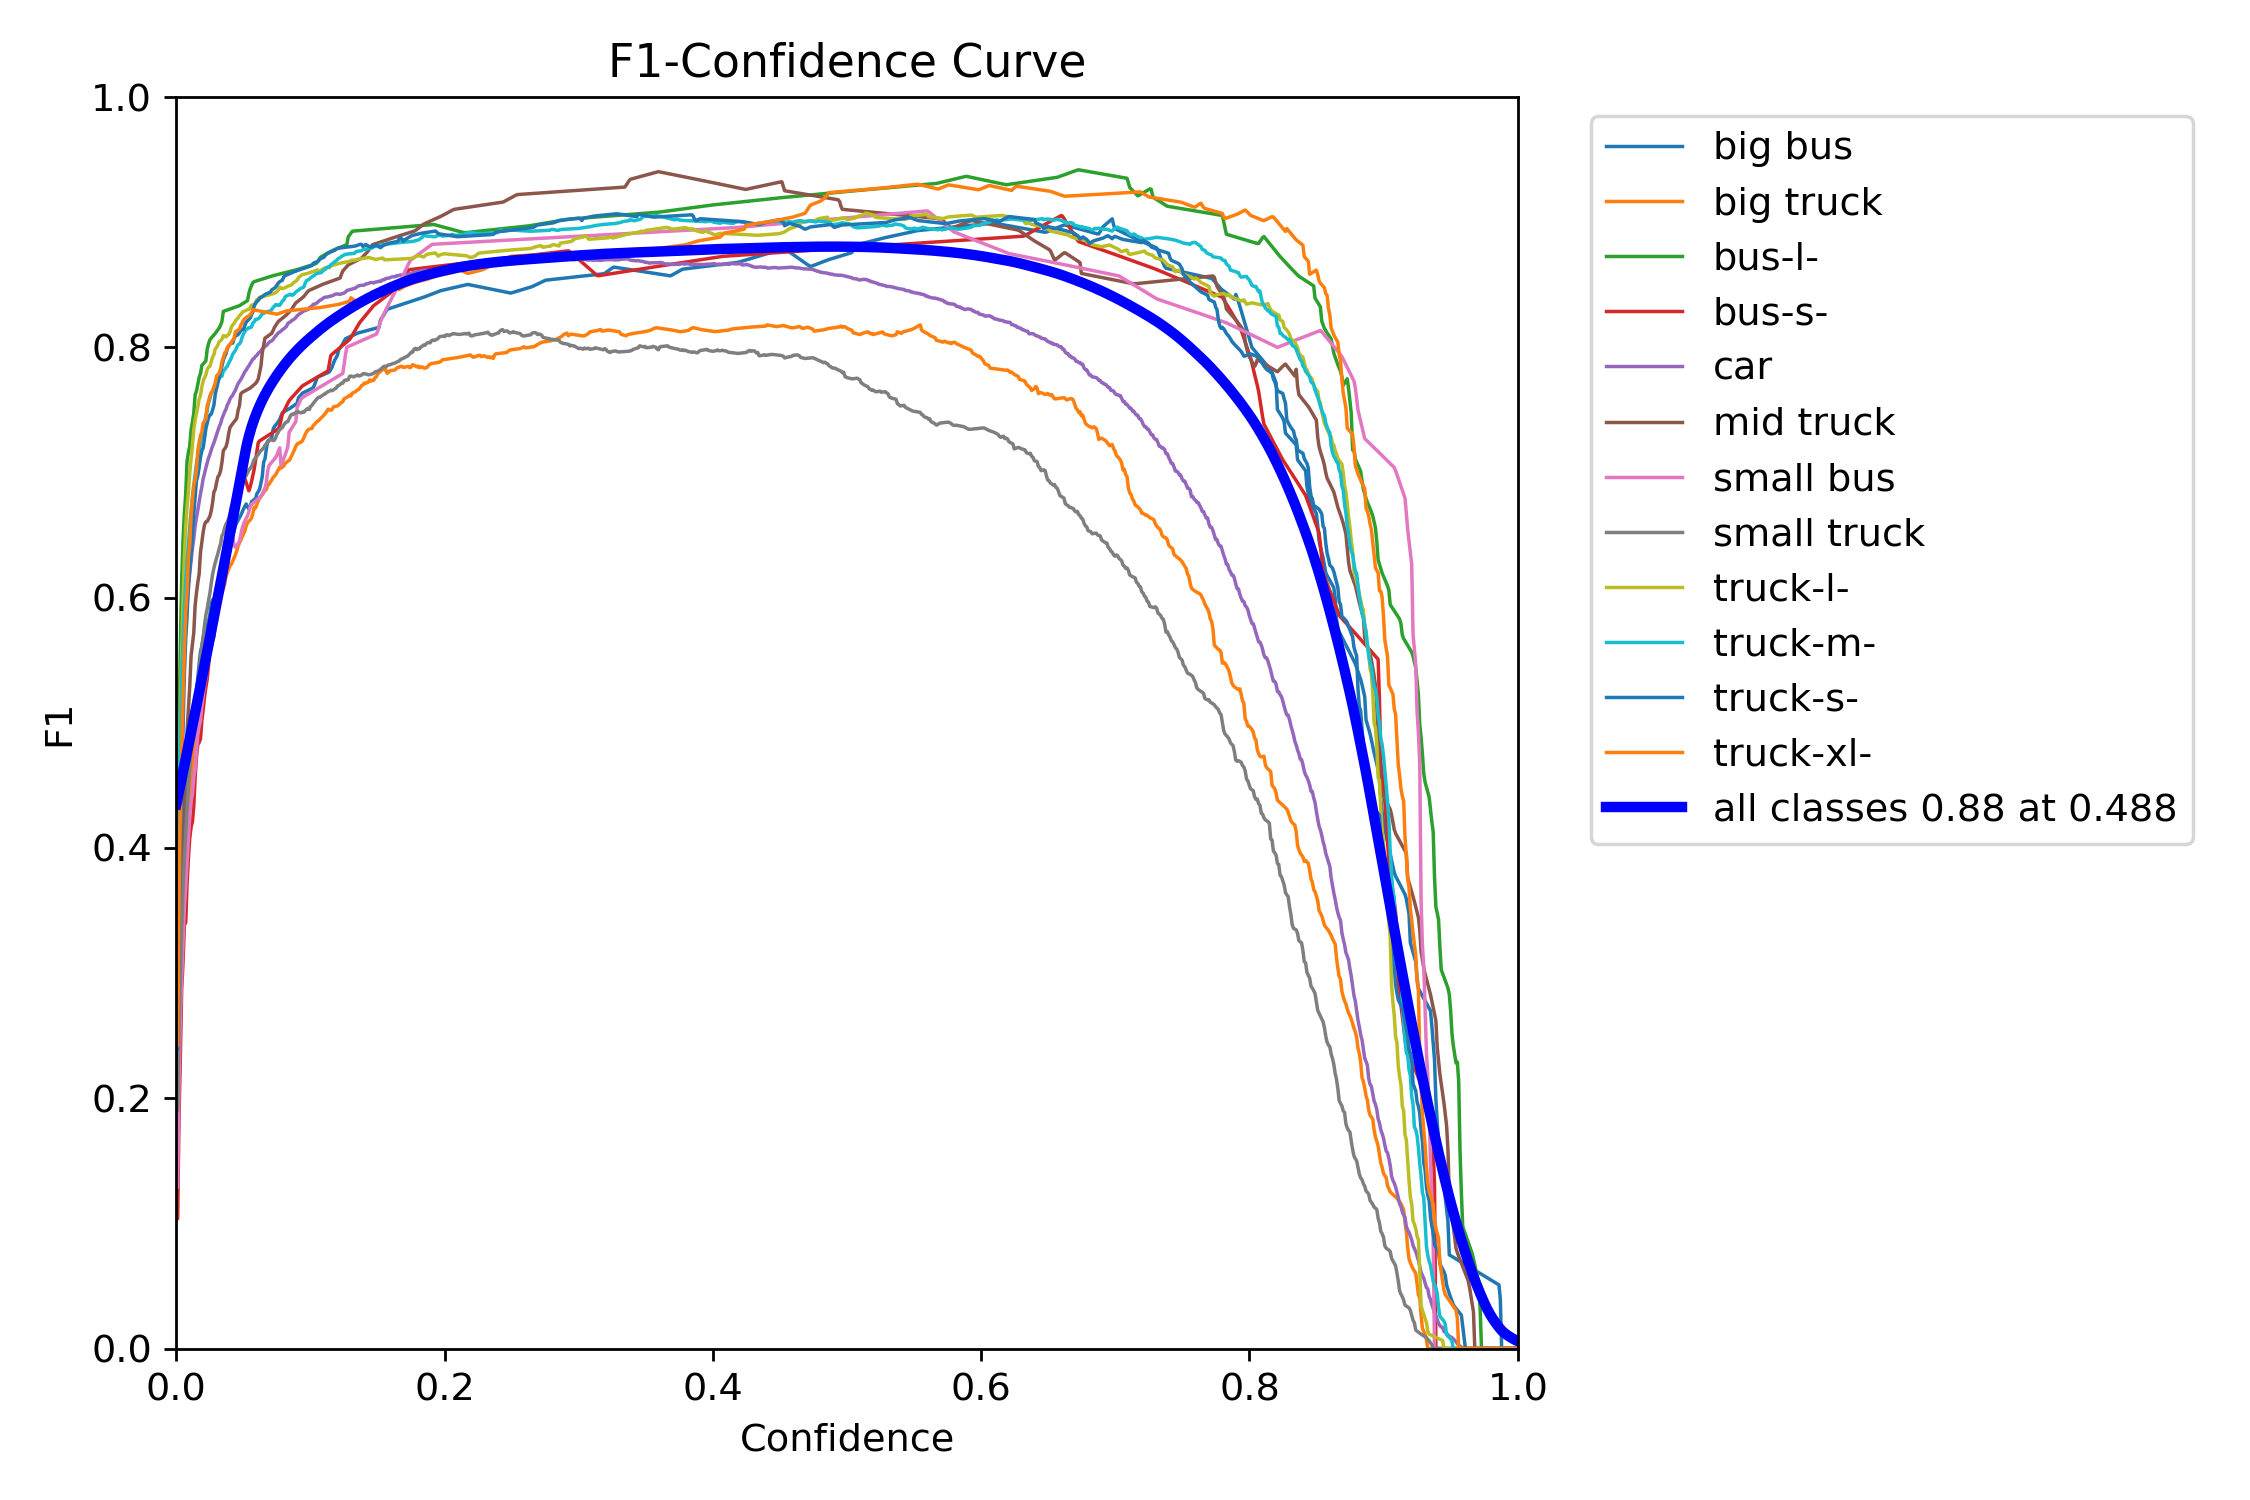 F1-Confidence Curve
1.0
0.8
0.6
0.4
0.2
0.0
F1
0.0 0.2 0.4 0.6 0.8 1.0
Confidence
big bus
big truck
bus-l-
bus-s-
car
mid truck
small bus
small truck
truck-l-
truck-m-
truck-s-
truck-xl-
all classes 0.88 at 0.488